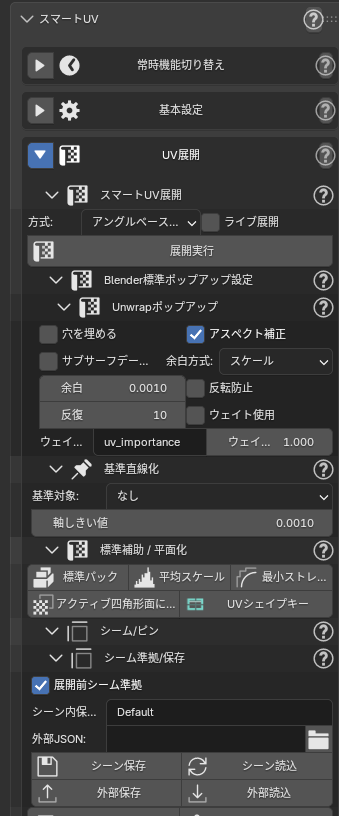 スマートUV
常時機能切り替え
基本設定
UV展開
スマートUV展開
方式: アングルベース... ライブ展開
展開実行
Blender標準ポップアップ設定
Unwrapポップアップ
穴を埋める アスペクト補正
サブサーフデー... 余白方式: スケール
余白 0.0010 反転防止
反復 10 ウェイト使用
ウェイ... uv_importance ウェイ... 1.000
基準直線化
基準対象: なし
軸しきい値 0.0010
標準補助 / 平面化
標準パック 平均スケール 最小ストレ...
アクティブ四角形面に... UVシェイプキー
シーム/ピン
シーム準拠/保存
展開前シーム準拠
シーン内保... Default
外部JSON:
シーン保存 シーン読込
外部保存 外部読込